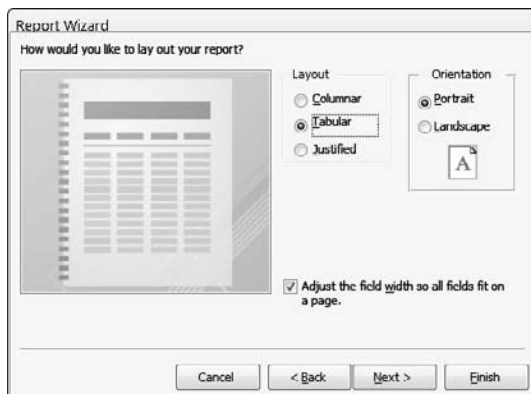 Report Wizard
How would you like to lay out your report?
Layout
Columnar
Tabular
Justified
Orientation
Portrait
Landscape
A
Adjust the field width so all fields fit on
a page.
Cancel
< Back
Next >
Finish